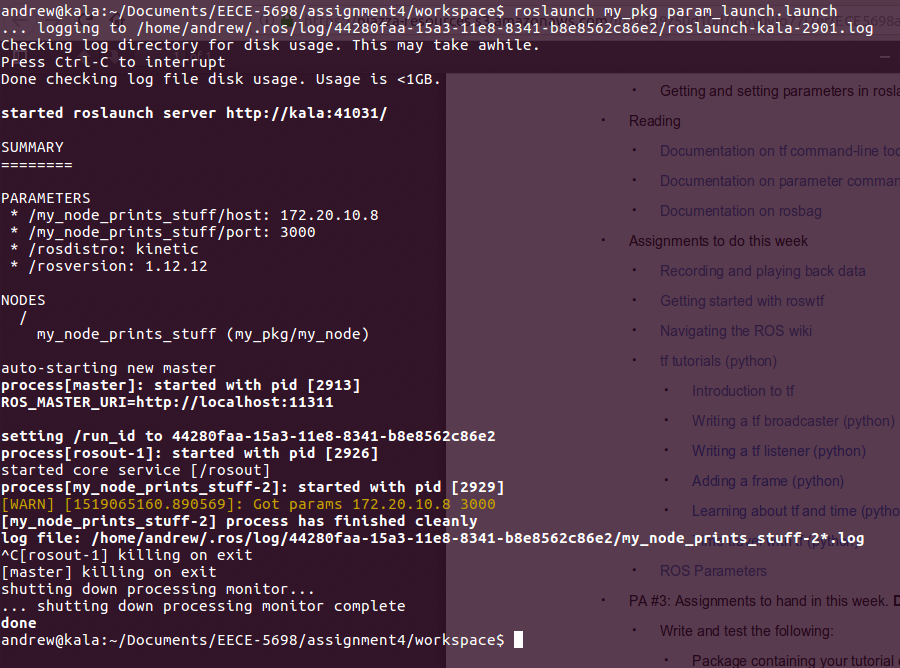 andrew@kala:~/Documents/EECE-5698/assignment4/workspace$ roslaunch my_pkg param_launch.launch
... logging to /home/andrew/.ros/log/44280faa-15a3-11e8-8341-b8e8562c86e2/roslaunch-kala-2901.log
Checking log directory for disk usage. This may take awhile.
Press Ctrl-C to interrupt
Done checking log file disk usage. Usage is <1GB.
started roslaunch server http://kala:41031/
SUMMARY
========
PARAMETERS
* /my_node_prints_stuff/host: 172.20.10.8
* /my_node_prints_stuff/port: 3000
* /rosdistro: kinetic
* /rosversion: 1.12.12
NODES
/
my_node_prints_stuff (my_pkg/my_node)
auto-starting new master
process[master]: started with pid [2913]
ROS_MASTER_URI=http://localhost:11311
setting /run_id to 44280faa-15a3-11e8-8341-b8e8562c86e2
process[rosout-1]: started with pid [2926]
started core service [/rosout]
process[my_node_prints_stuff-2]: started with pid [2929]
[WARN] [1519065160.890569]: Got params 172.20.10.8 3000
[my_node_prints_stuff-2] process has finished cleanly
log file: /home/andrew/.ros/log/44280faa-15a3-11e8-8341-b8e8562c86e2/my_node_prints_stuff-2*.log
^C[rosout-1] killing on exit
[master] killing on exit
shutting down processing monitor...
... shutting down processing monitor complete
done
andrew@kala:~/Documents/EECE-5698/assignment4/workspace$
Getting and setting parameters in rosla
Reading
Documentation on tf command-line too
Documentation on parameter comman
Documentation on rosbag
Assignments to do this week
Recording and playing back data
Getting started with roswtf
Navigating the ROS wiki
tf tutorials (python)
Introduction to tf
Writing a tf broadcaster (python)
Writing a tf listener (python)
Adding a frame (python)
Learning about tf and time (pytho
ROS Parameters
PA #3: Assignments to hand in this week. D
Write and test the following:
Package containing your tutorial c